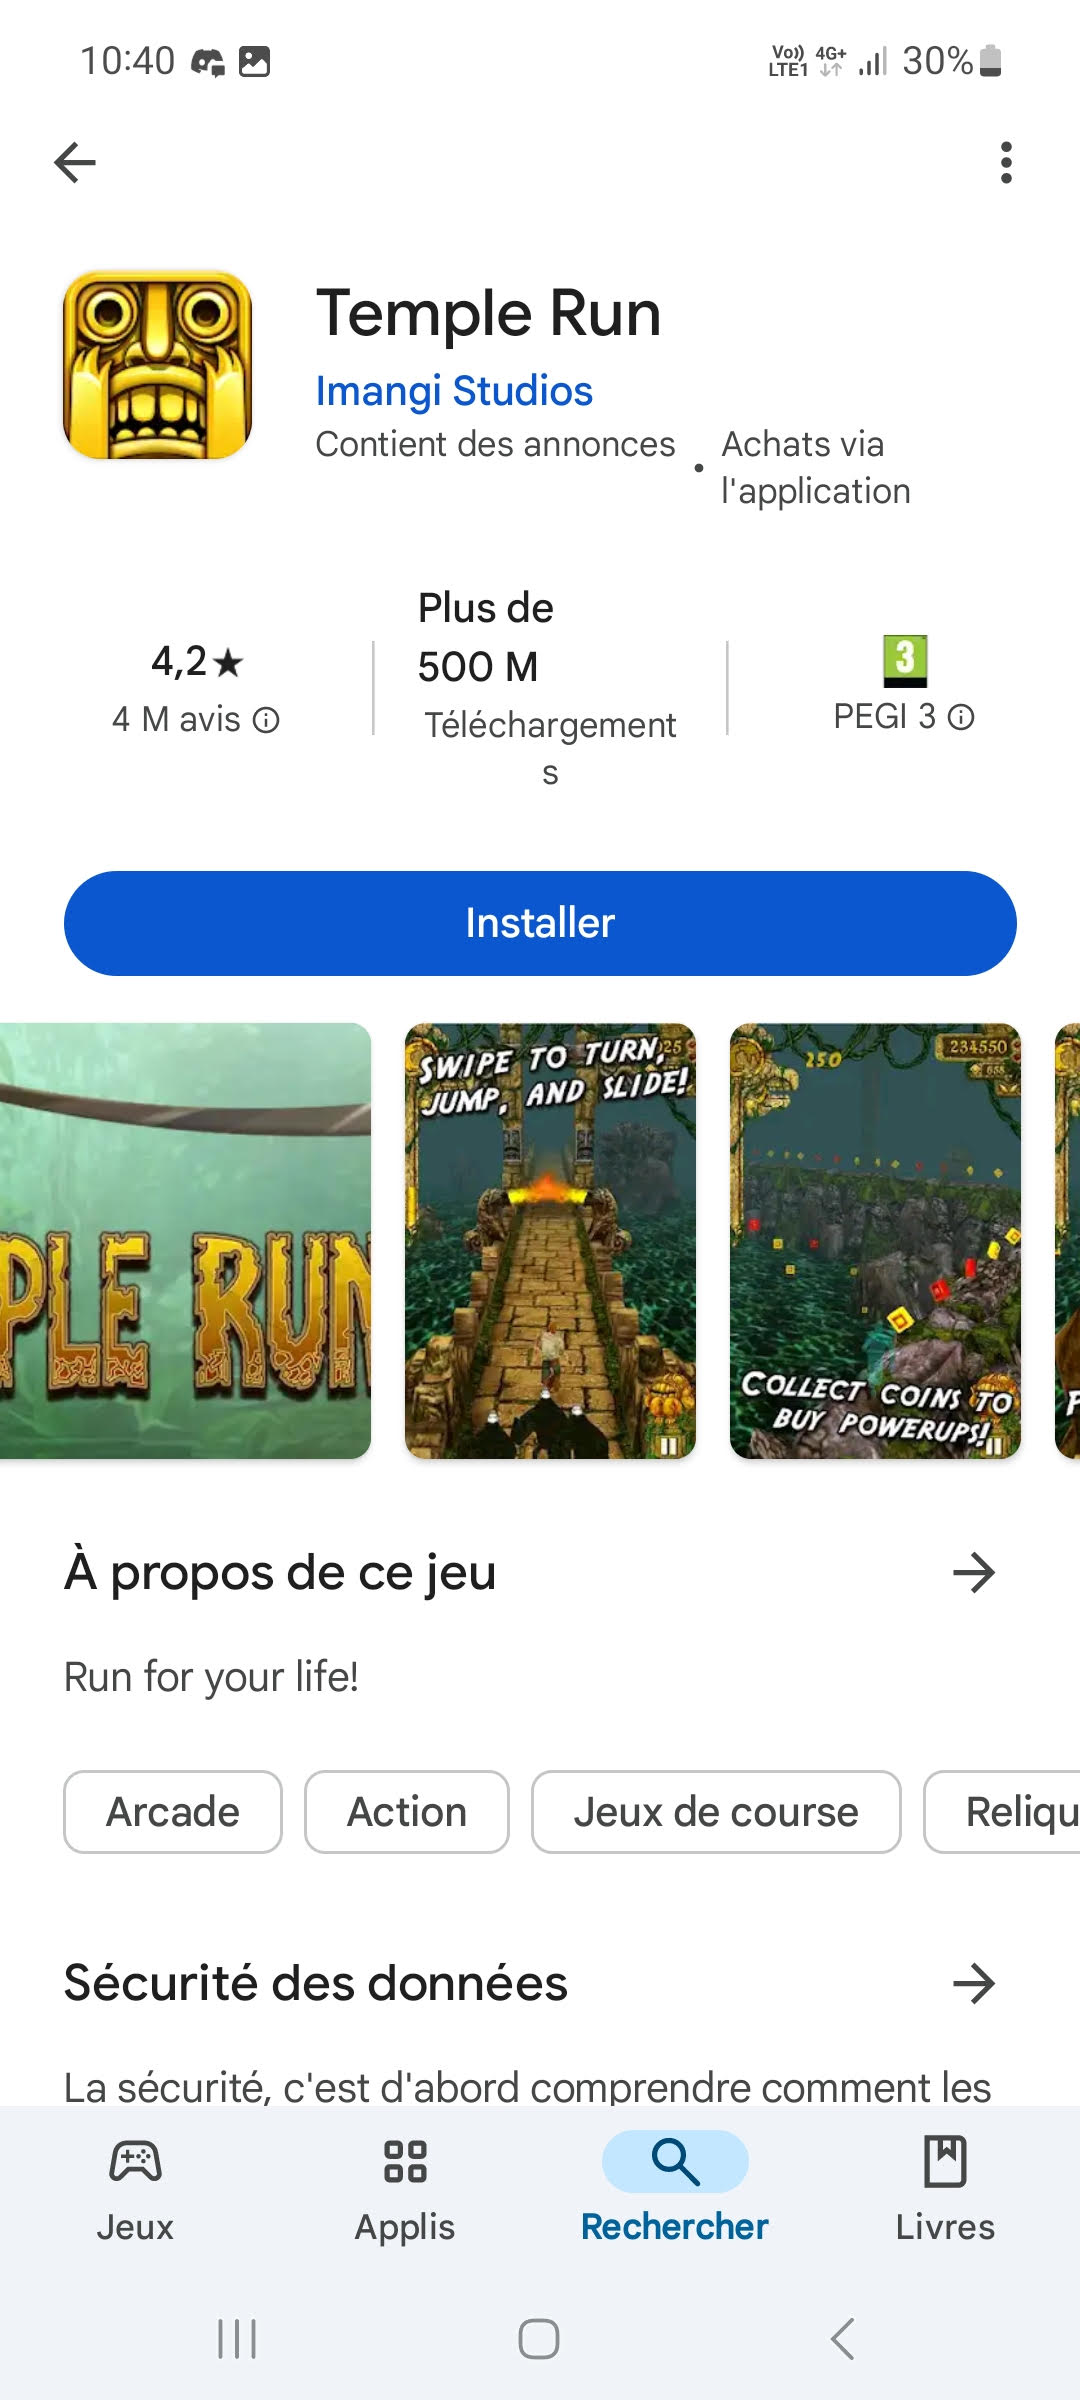 10:40
Vo)) LTE1 4G+ 30%
Temple Run
Imangi Studios
Contient des annonces • Achats via
l'application
4,2★
4 M avis
Plus de
500 M
Téléchargement
s
3
PEGI 3
Installer
PLE RUN
SWIPE TO TURN,
JUMP, AND SLIDE!
250
234550
COLLECT COINS TO
BUY POWERUPS!
À propos de ce jeu
Run for your life!
Arcade
Action
Jeux de course
Reliqu
Sécurité des données
La sécurité, c'est d'abord comprendre comment les
Jeux
Applis
Rechercher
Livres